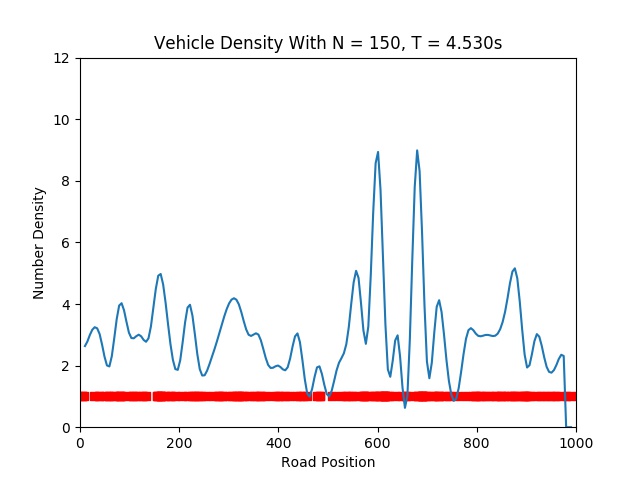 Vehicle Density With N = 150, T = 4.530s
12
10
8
6
4
2
0
Number Density
0 200 400 600 800 1000
Road Position